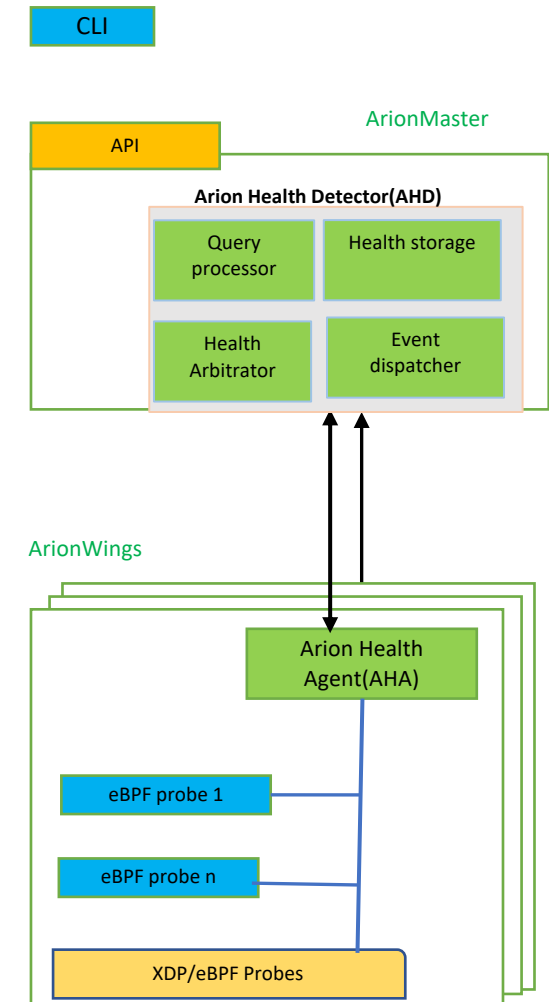 CLI
ArionMaster
API
Arion Health Detector(AHD)
Query
processor
Health storage
Health
Arbitrator
Event
dispatcher
ArionWings
Arion Health
Agent(AHA)
eBPF probe 1
eBPF probe n
XDP/eBPF Probes